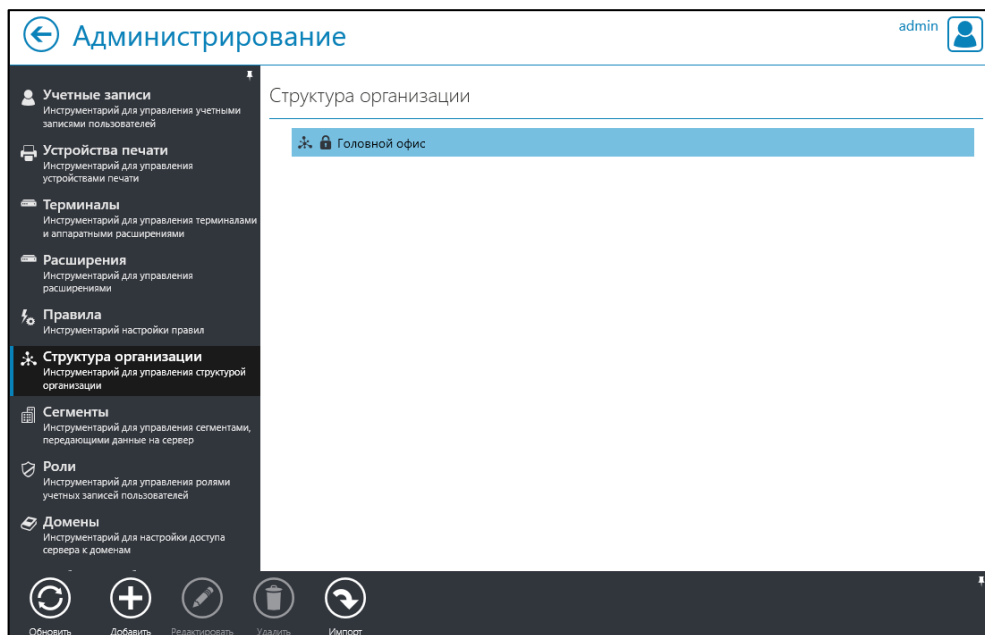 Администрирование
admin
Учетные записи
Инструментарий для управления учетными
записями пользователей
Устройства печати
Инструментарий для управления
устройствами печати
Терминалы
Инструментарий для управления терминалами
и аппаратными расширениями
Расширения
Инструментарий для управления
расширениями
Правила
Инструментарий настройки правил
Структура организации
Инструментарий для управления структурой
организации
Сегменты
Инструментарий для управления сегментами,
передающими данные на сервер
Роли
Инструментарий для управления ролями
учетных записей пользователей
Домены
Инструментарий для настройки доступа
сервера к доменам
Структура организации
Головной офис
Обновить
Добавить
Редактировать
Удалить
Импорт